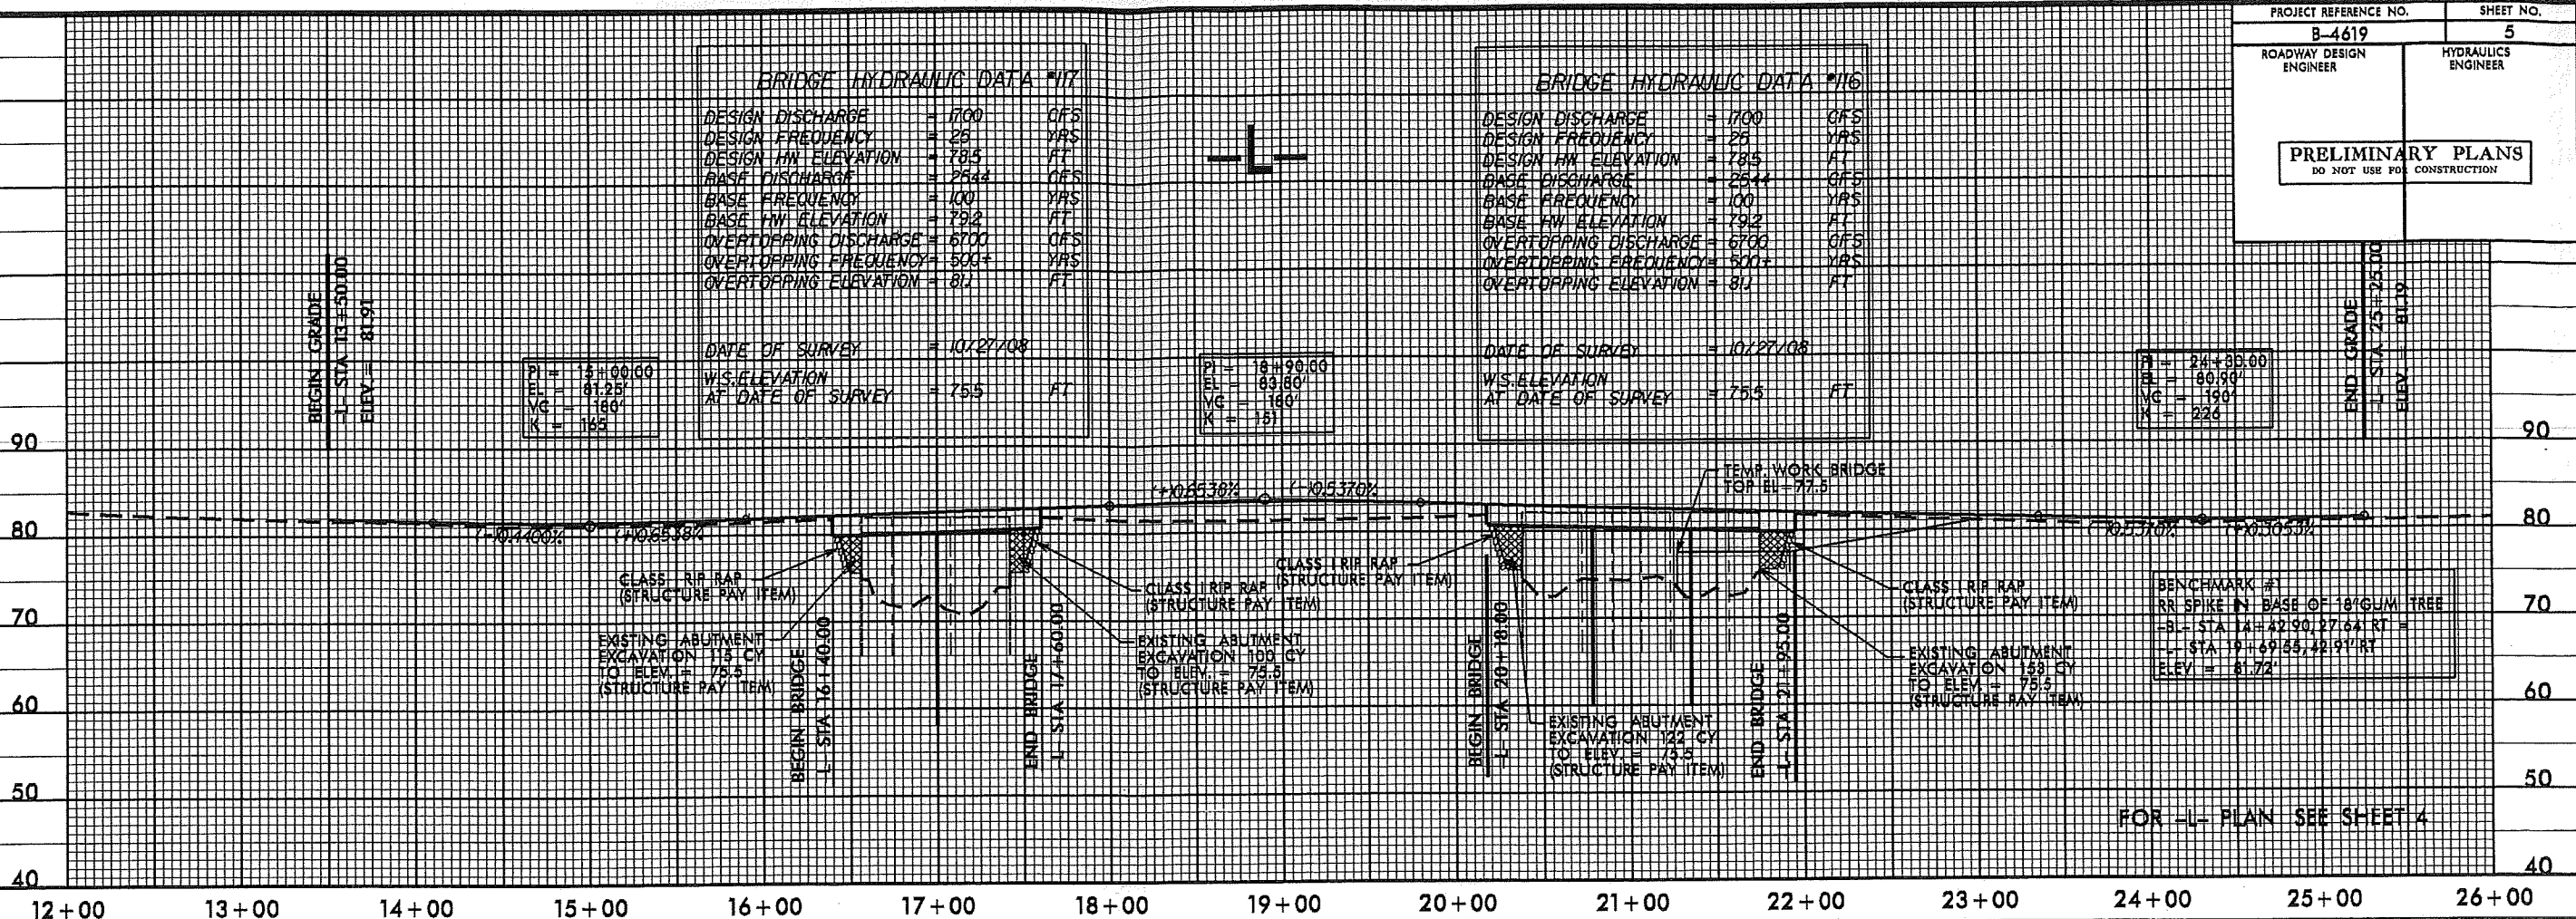 PROJECT REFERENCE NO.
SHEET NO.
B-4619
5
ROADWAY DESIGN
ENGINEER
HYDRAULICS
ENGINEER
PRELIMINARY PLANS
DO NOT USE FOR CONSTRUCTION
BRIDGE HYDRAULIC DATA #117
DESIGN DISCHARGE = 1700 CFS
DESIGN FREQUENCY = 25 YRS
DESIGN HW ELEVATION = 78.5 FT
BASE DISCHARGE = 2544 CFS
BASE FREQUENCY = 100 YRS
BASE HW ELEVATION = 79.2 FT
OVERTOPPING DISCHARGE = 6700 CFS
OVERTOPPING FREQUENCY = 500+ YRS
OVERTOPPING ELEVATION = 81.1 FT
DATE OF SURVEY = 10/27/08
W.S. ELEVATION
AT DATE OF SURVEY = 75.5 FT
-L-
BRIDGE HYDRAULIC DATA #116
DESIGN DISCHARGE = 1700 CFS
DESIGN FREQUENCY = 25 YRS
DESIGN HW ELEVATION = 78.5 FT
BASE DISCHARGE = 2544 CFS
BASE FREQUENCY = 100 YRS
BASE HW ELEVATION = 79.2 FT
OVERTOPPING DISCHARGE = 6700 CFS
OVERTOPPING FREQUENCY = 500+ YRS
OVERTOPPING ELEVATION = 81.1 FT
DATE OF SURVEY = 10/27/08
W.S. ELEVATION
AT DATE OF SURVEY = 75.5 FT
BEGIN GRADE
-L- STA 13+50.00
ELEV = 81.91
PI = 15+00.00
EL = 81.25'
VC = 180'
K = 165
PI = 18+90.00
EL = 83.80'
VC = 180'
K = 151
PI = 24+30.00
EL = 80.90'
VC = 190'
K = 226
END GRADE
-L- STA 25+25.00
ELEV = 81.19
90
90
TEMP. WORK BRIDGE
TOP EL=77.5
(+)0.6538%
(-)0.5370%
80
80
(-)0.4400%
(+)0.6538%
(-)0.5370%
(+)0.3053%
CLASS I RIP RAP
(STRUCTURE PAY ITEM)
CLASS I RIP RAP
(STRUCTURE PAY ITEM)
CLASS I RIP RAP
(STRUCTURE PAY ITEM)
CLASS I RIP RAP
(STRUCTURE PAY ITEM)
BENCHMARK #1
RR SPIKE IN BASE OF 18" GUM TREE
-BL- STA 14+42.90, 27.64 RT =
-L- STA 19+69.55, 42.91' RT
ELEV = 81.72'
70
70
EXISTING ABUTMENT
EXCAVATION 115 CY
TO ELEV. = 75.5
(STRUCTURE PAY ITEM)
EXISTING ABUTMENT
EXCAVATION 100 CY
TO ELEV. = 75.5
(STRUCTURE PAY ITEM)
EXISTING ABUTMENT
EXCAVATION 122 CY
TO ELEV. = 75.5
(STRUCTURE PAY ITEM)
EXISTING ABUTMENT
EXCAVATION 153 CY
TO ELEV. = 75.5
(STRUCTURE PAY ITEM)
60
60
BEGIN BRIDGE
-L- STA 16+40.00
END BRIDGE
-L- STA 17+60.00
BEGIN BRIDGE
-L- STA 20+18.00
END BRIDGE
-L- STA 21+95.00
50
50
FOR -L- PLAN SEE SHEET 4
40
40
12+00 13+00 14+00 15+00 16+00 17+00 18+00 19+00 20+00 21+00 22+00 23+00 24+00 25+00 26+00